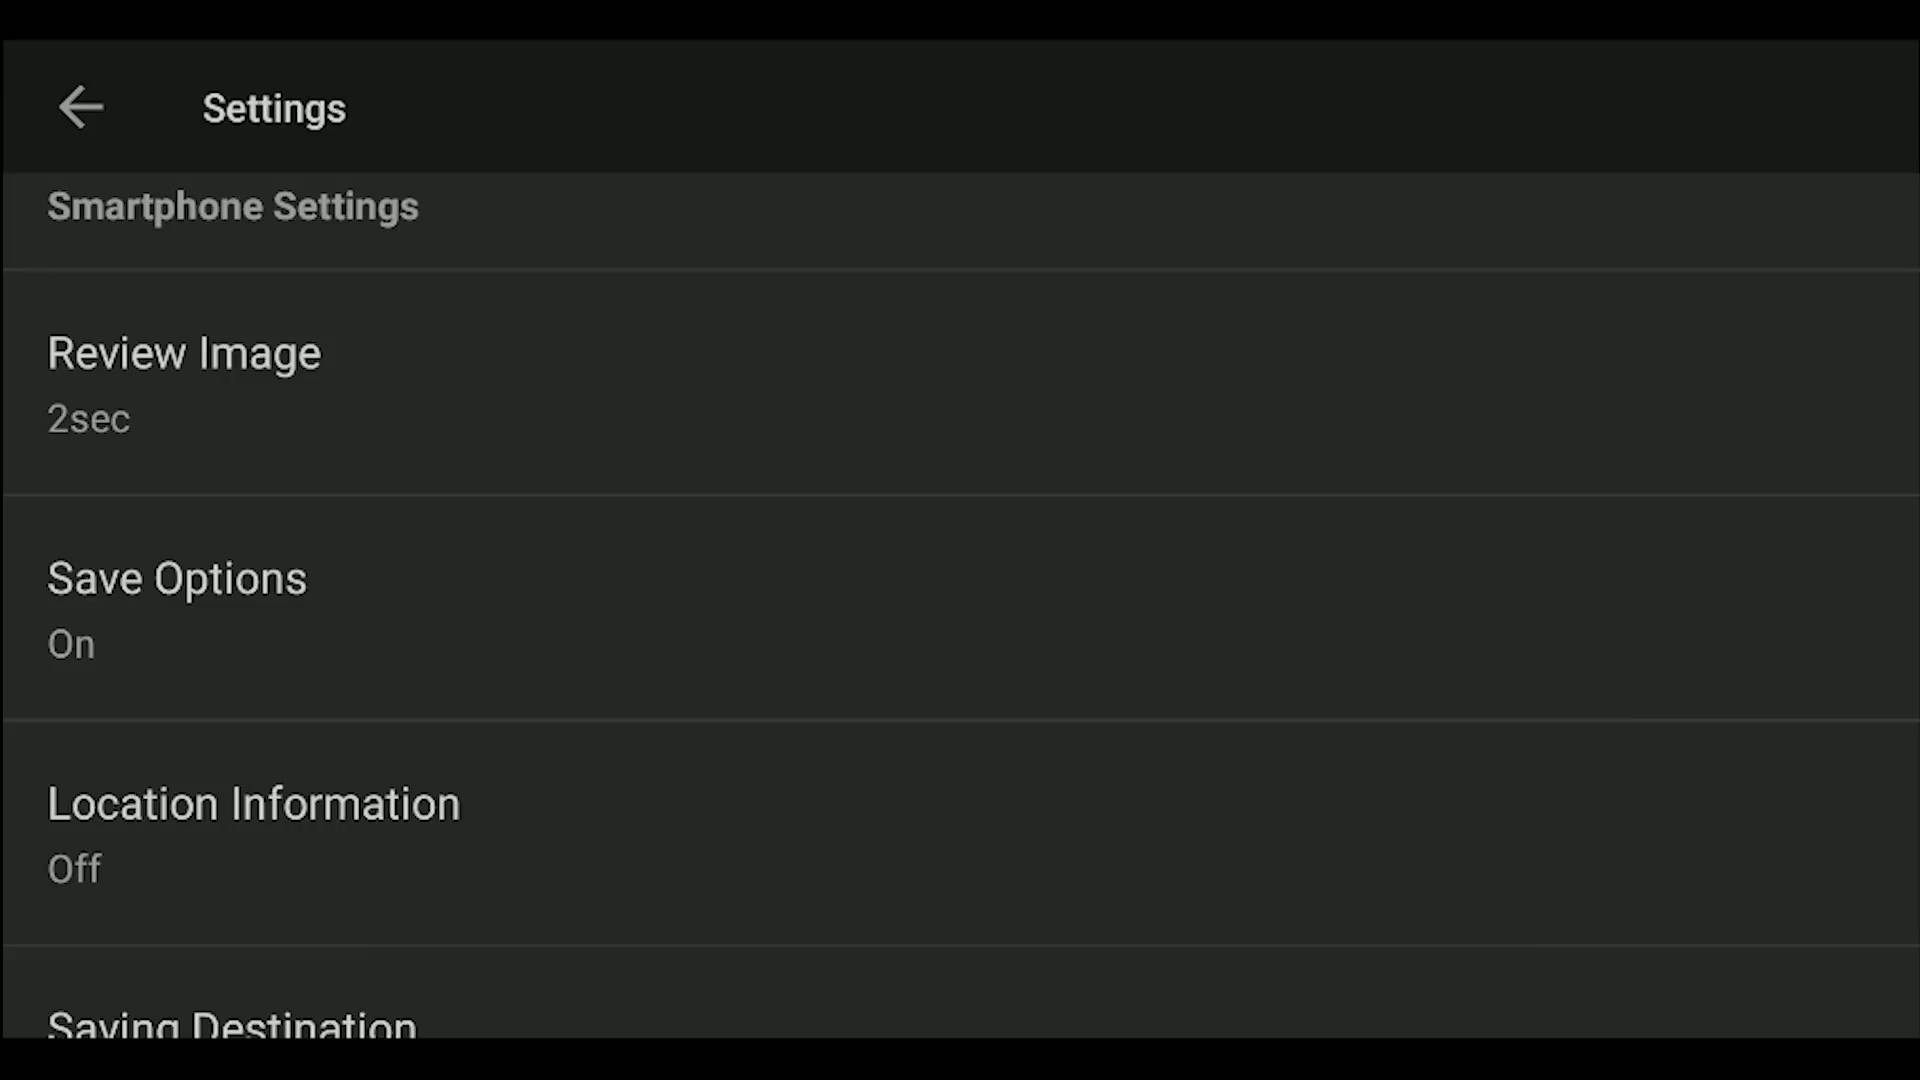 Settings
Smartphone Settings
Review Image
2sec
Save Options
On
Location Information
Off
Saving Destination